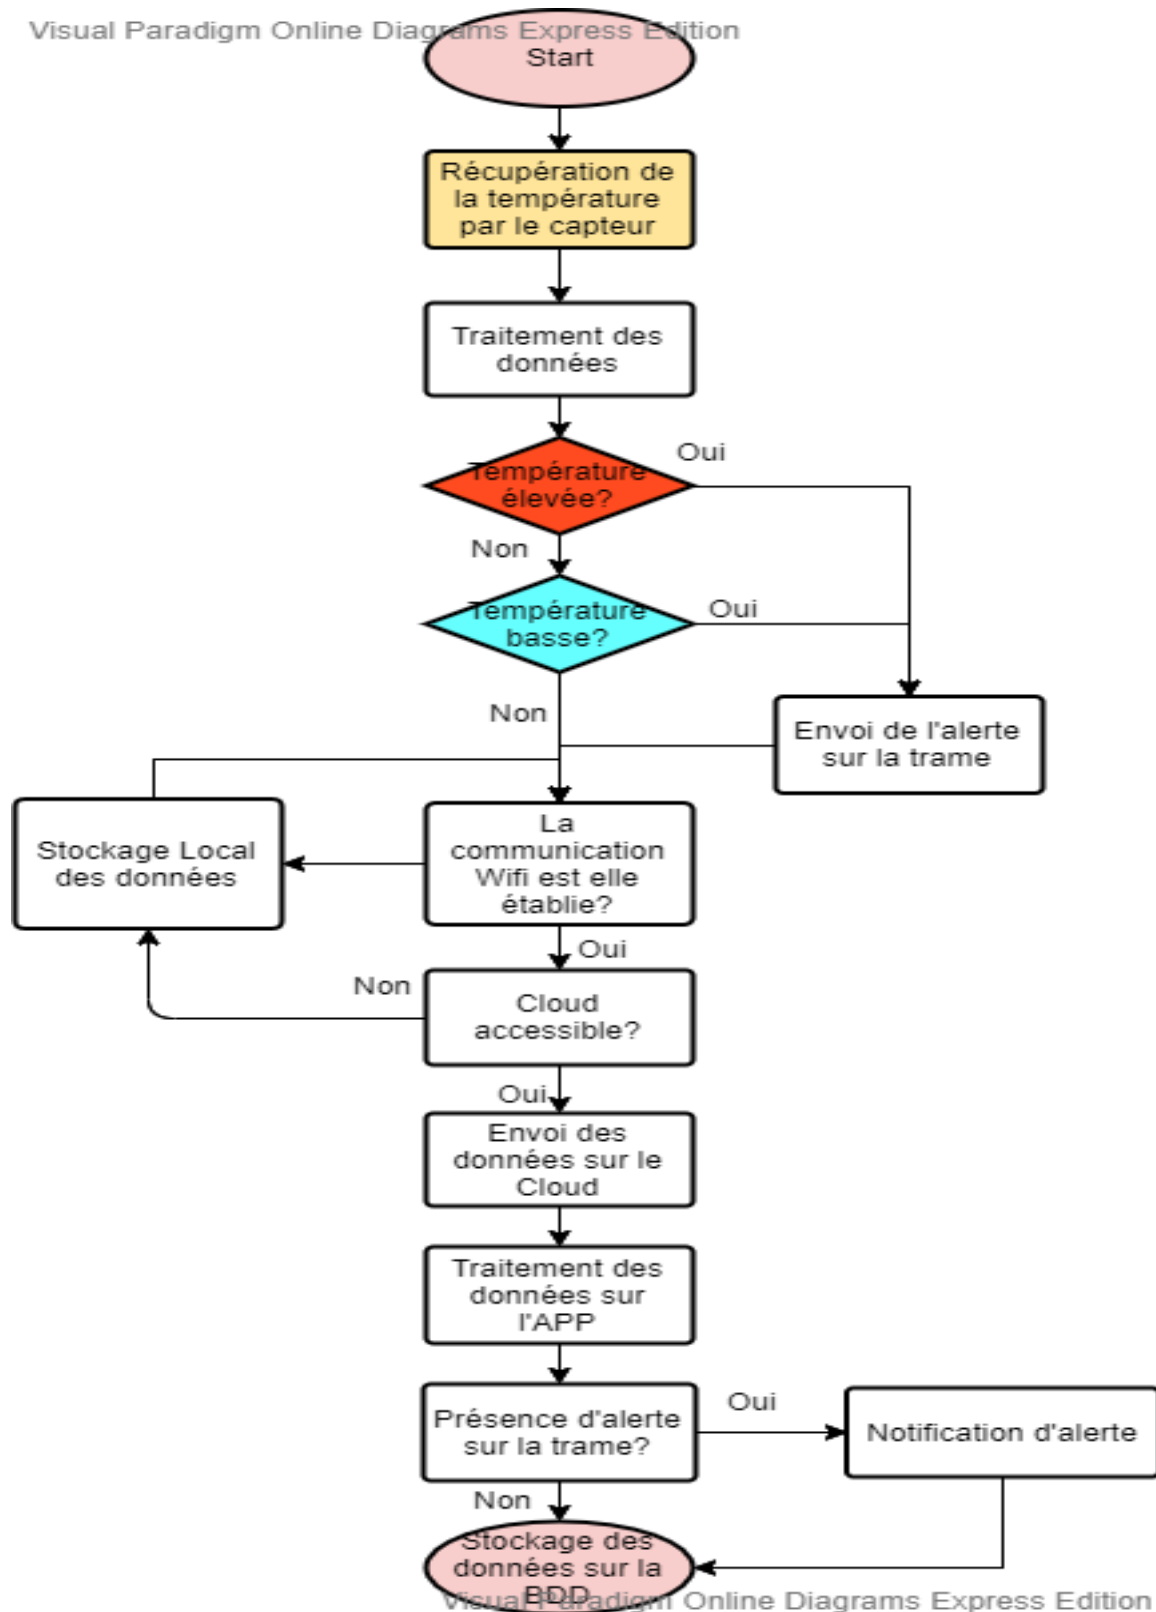 Visual Paradigm Online Diagrams Express Edition
Start
Récupération de
la température
par le capteur
Traitement des
données
Température
élevée?
Oui
Non
Température
basse?
Oui
Non
Envoi de l'alerte
sur la trame
La
communication
Wifi est elle
établie?
Stockage Local
des données
Oui
Non
Cloud
accessible?
Oui
Envoi des
données sur le
Cloud
Traitement des
données sur
l'APP
Présence d'alerte
sur la trame?
Oui
Notification d'alerte
Non
Stockage des
données sur la
BDD
Visual Paradigm Online Diagrams Express Edition